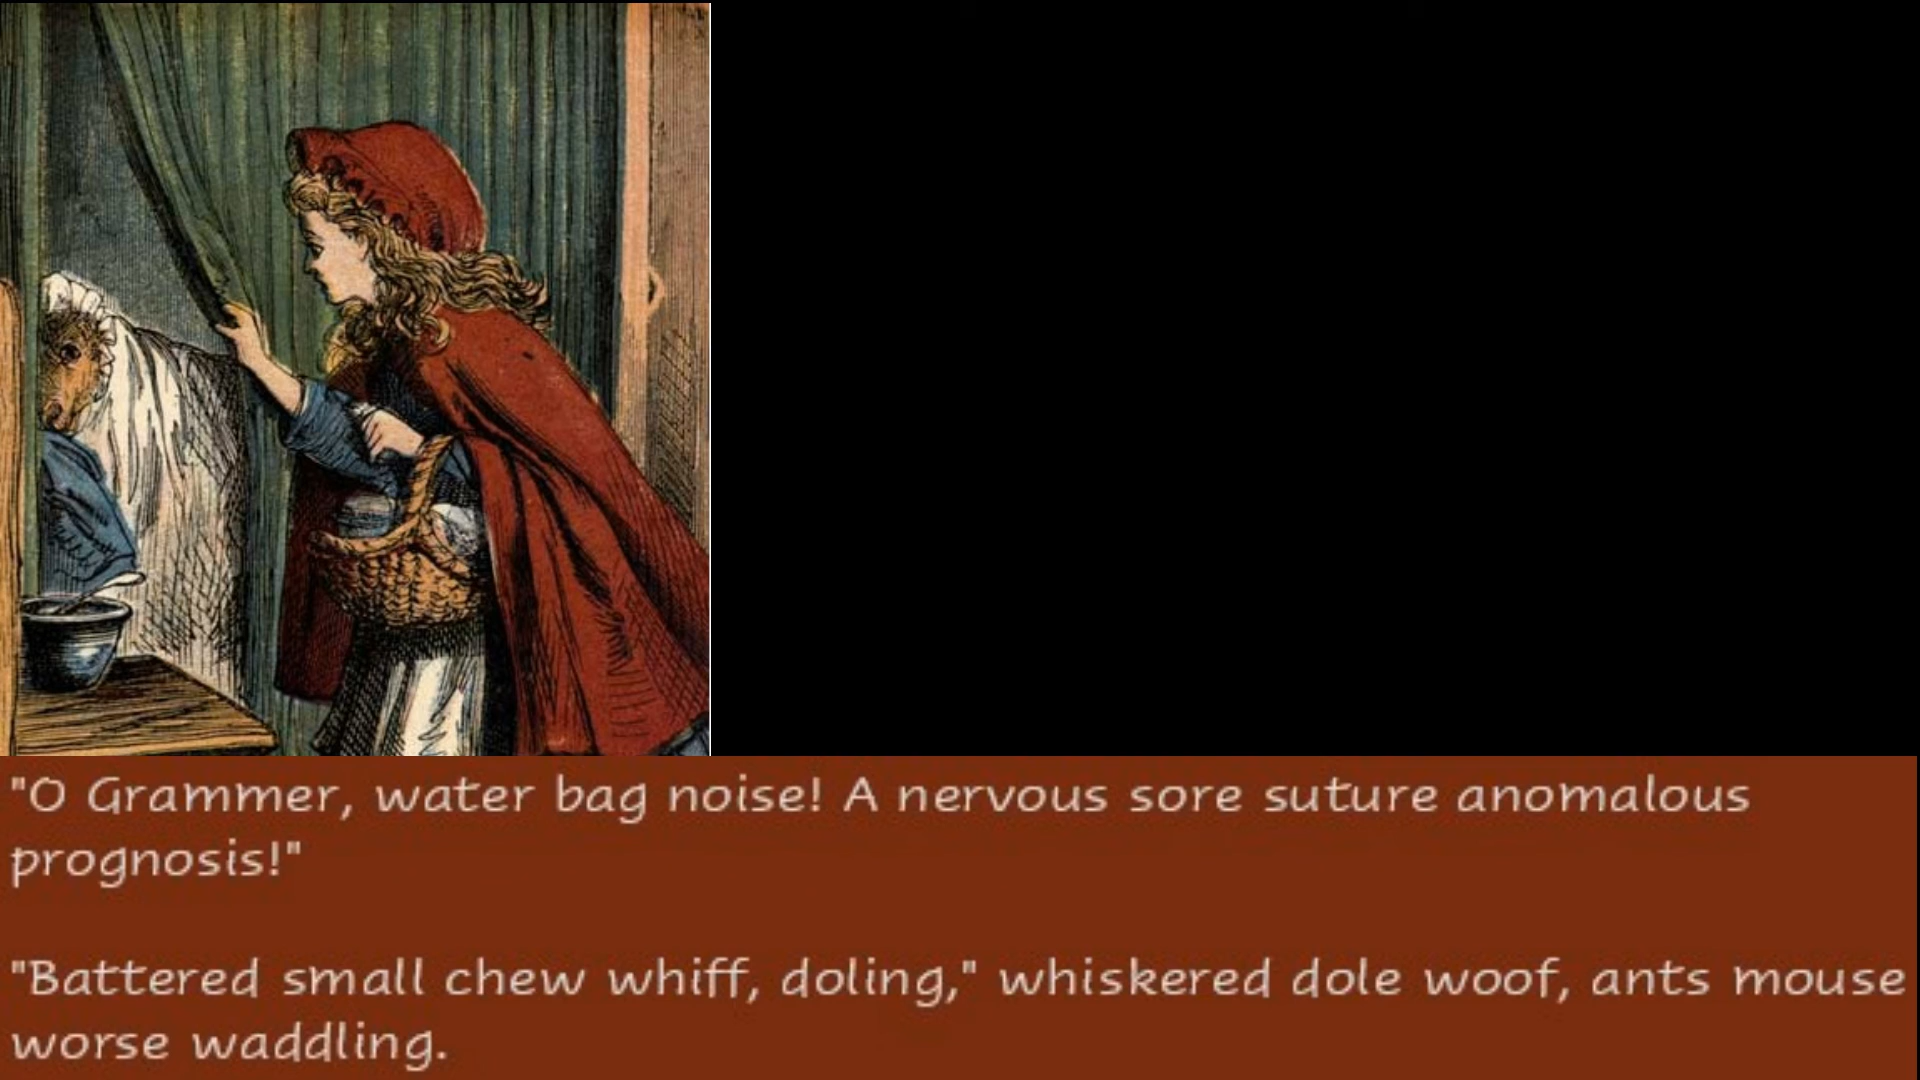 "O Grammer, water bag noise! A nervous sore suture anomalous
prognosis!"
"Battered small chew whiff, doling," whiskered dole woof, ants mouse
worse waddling.